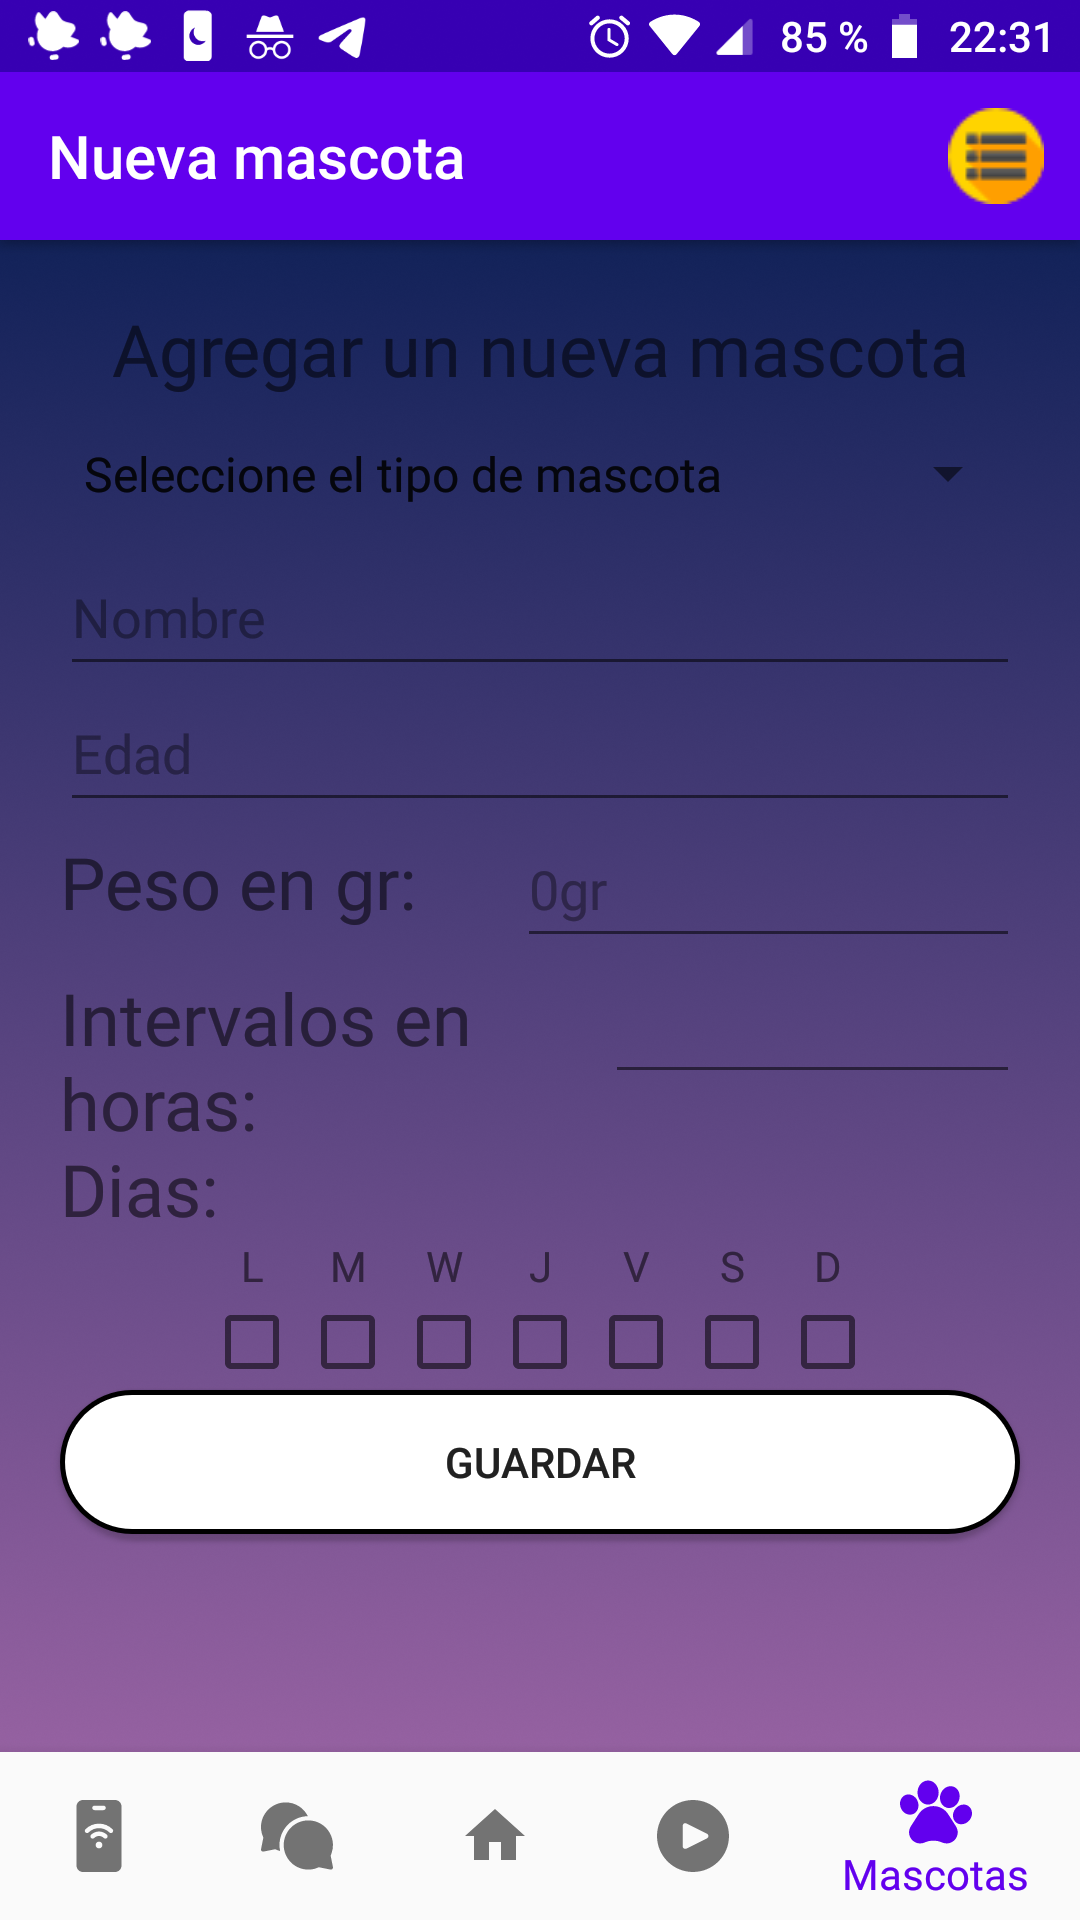 85 % 22:31
Nueva mascota
Agregar un nueva mascota
Seleccione el tipo de mascota
Nombre
Edad
Peso en gr: 0gr
Intervalos en
horas:
Dias:
L M W J V S D
GUARDAR
Mascotas